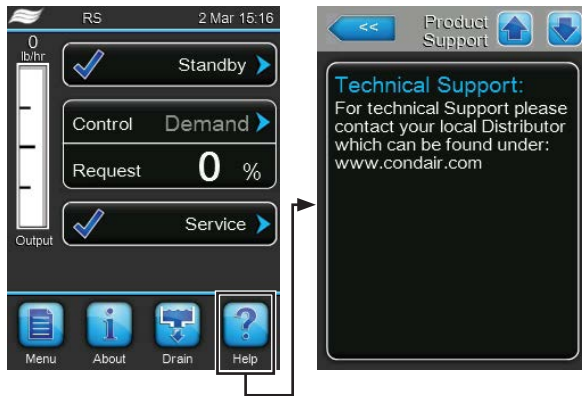 RS 2 Mar 15:16
0
lb/hr
Standby
Control Demand
Request 0 %
Service
Output
Menu About Drain Help
<<
Product
Support
Technical Support:
For technical Support please
contact your local Distributor
which can be found under:
www.condair.com